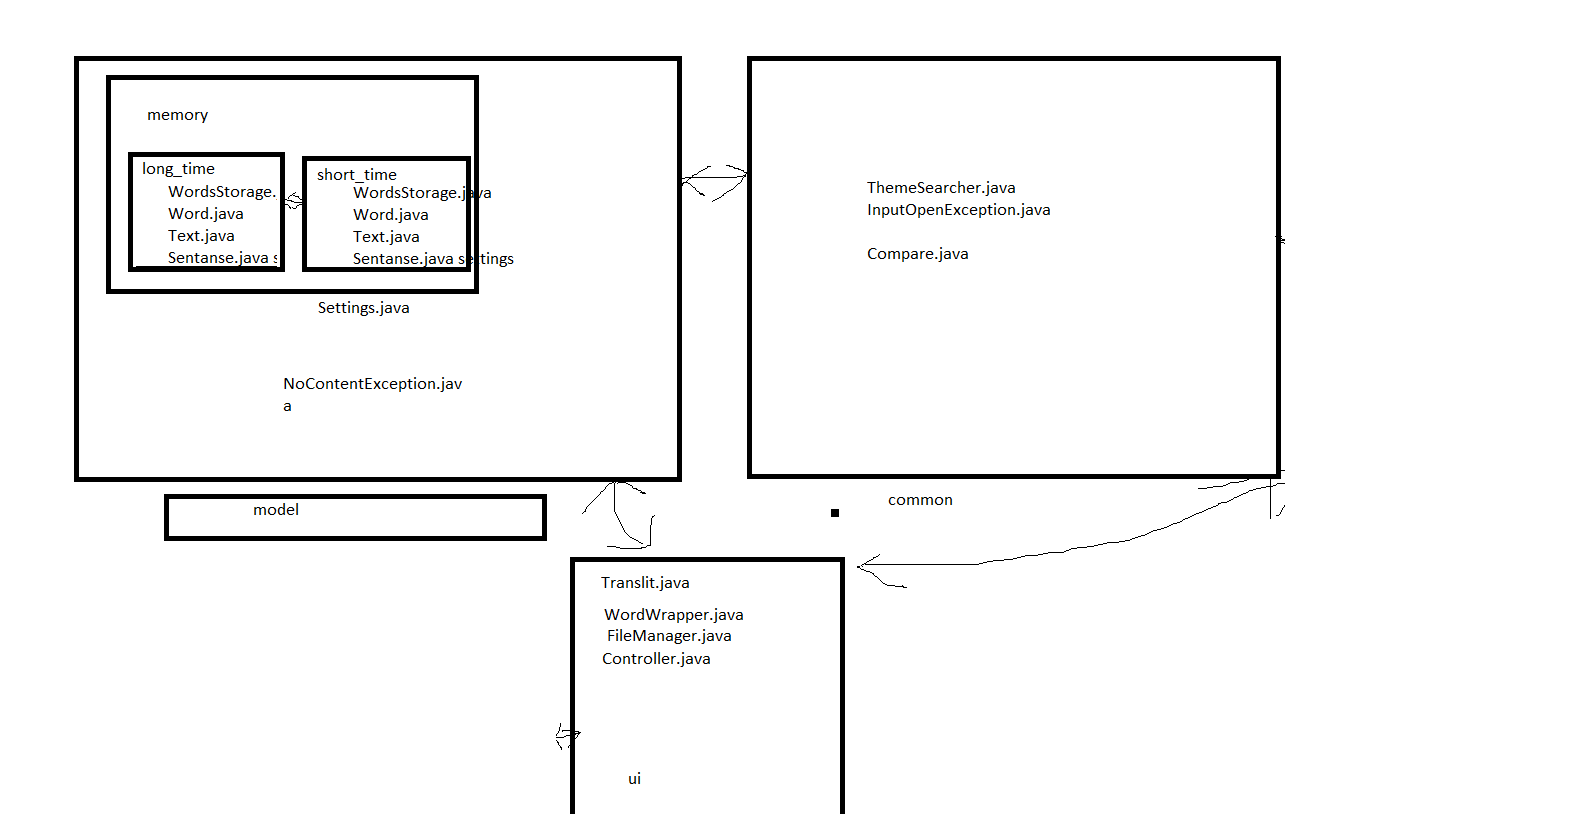 memory
long_time
WordsStorage.
Word.java
Text.java
Sentanse.java s
short_time
WordsStorage.java
Word.java
Text.java
Sentanse.java settings
Settings.java
NoContentException.jav
a
model
ThemeSearcher.java
InputOpenException.java
Compare.java
common
Translit.java
WordWrapper.java
FileManager.java
Controller.java
ui